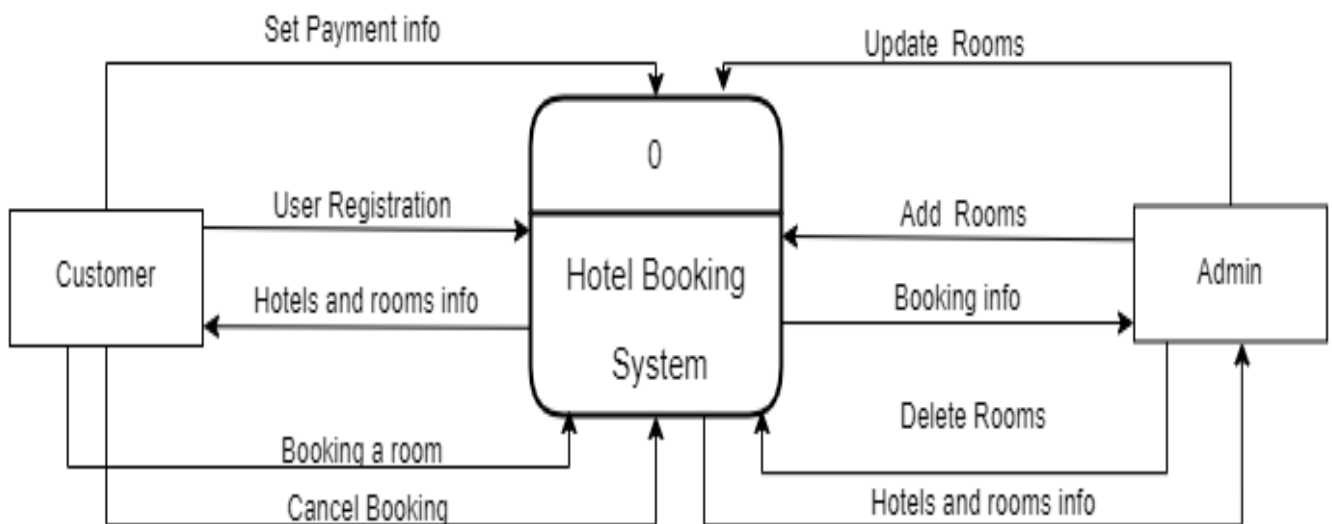 Set Payment info
Update Rooms
0
User Registration
Add Rooms
Customer
Hotel Booking
System
Admin
Hotels and rooms info
Booking info
Delete Rooms
Booking a room
Cancel Booking
Hotels and rooms info